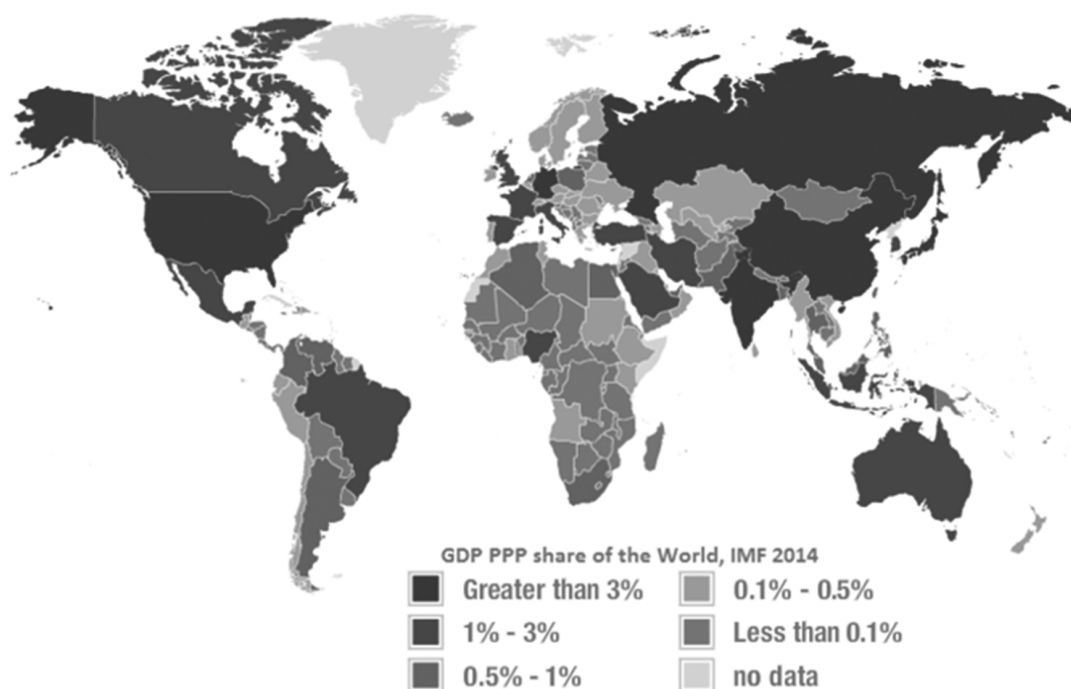 GDP PPP share of the World, IMF 2014
Greater than 3%
1% - 3%
0.5% - 1%
0.1% - 0.5%
Less than 0.1%
no data